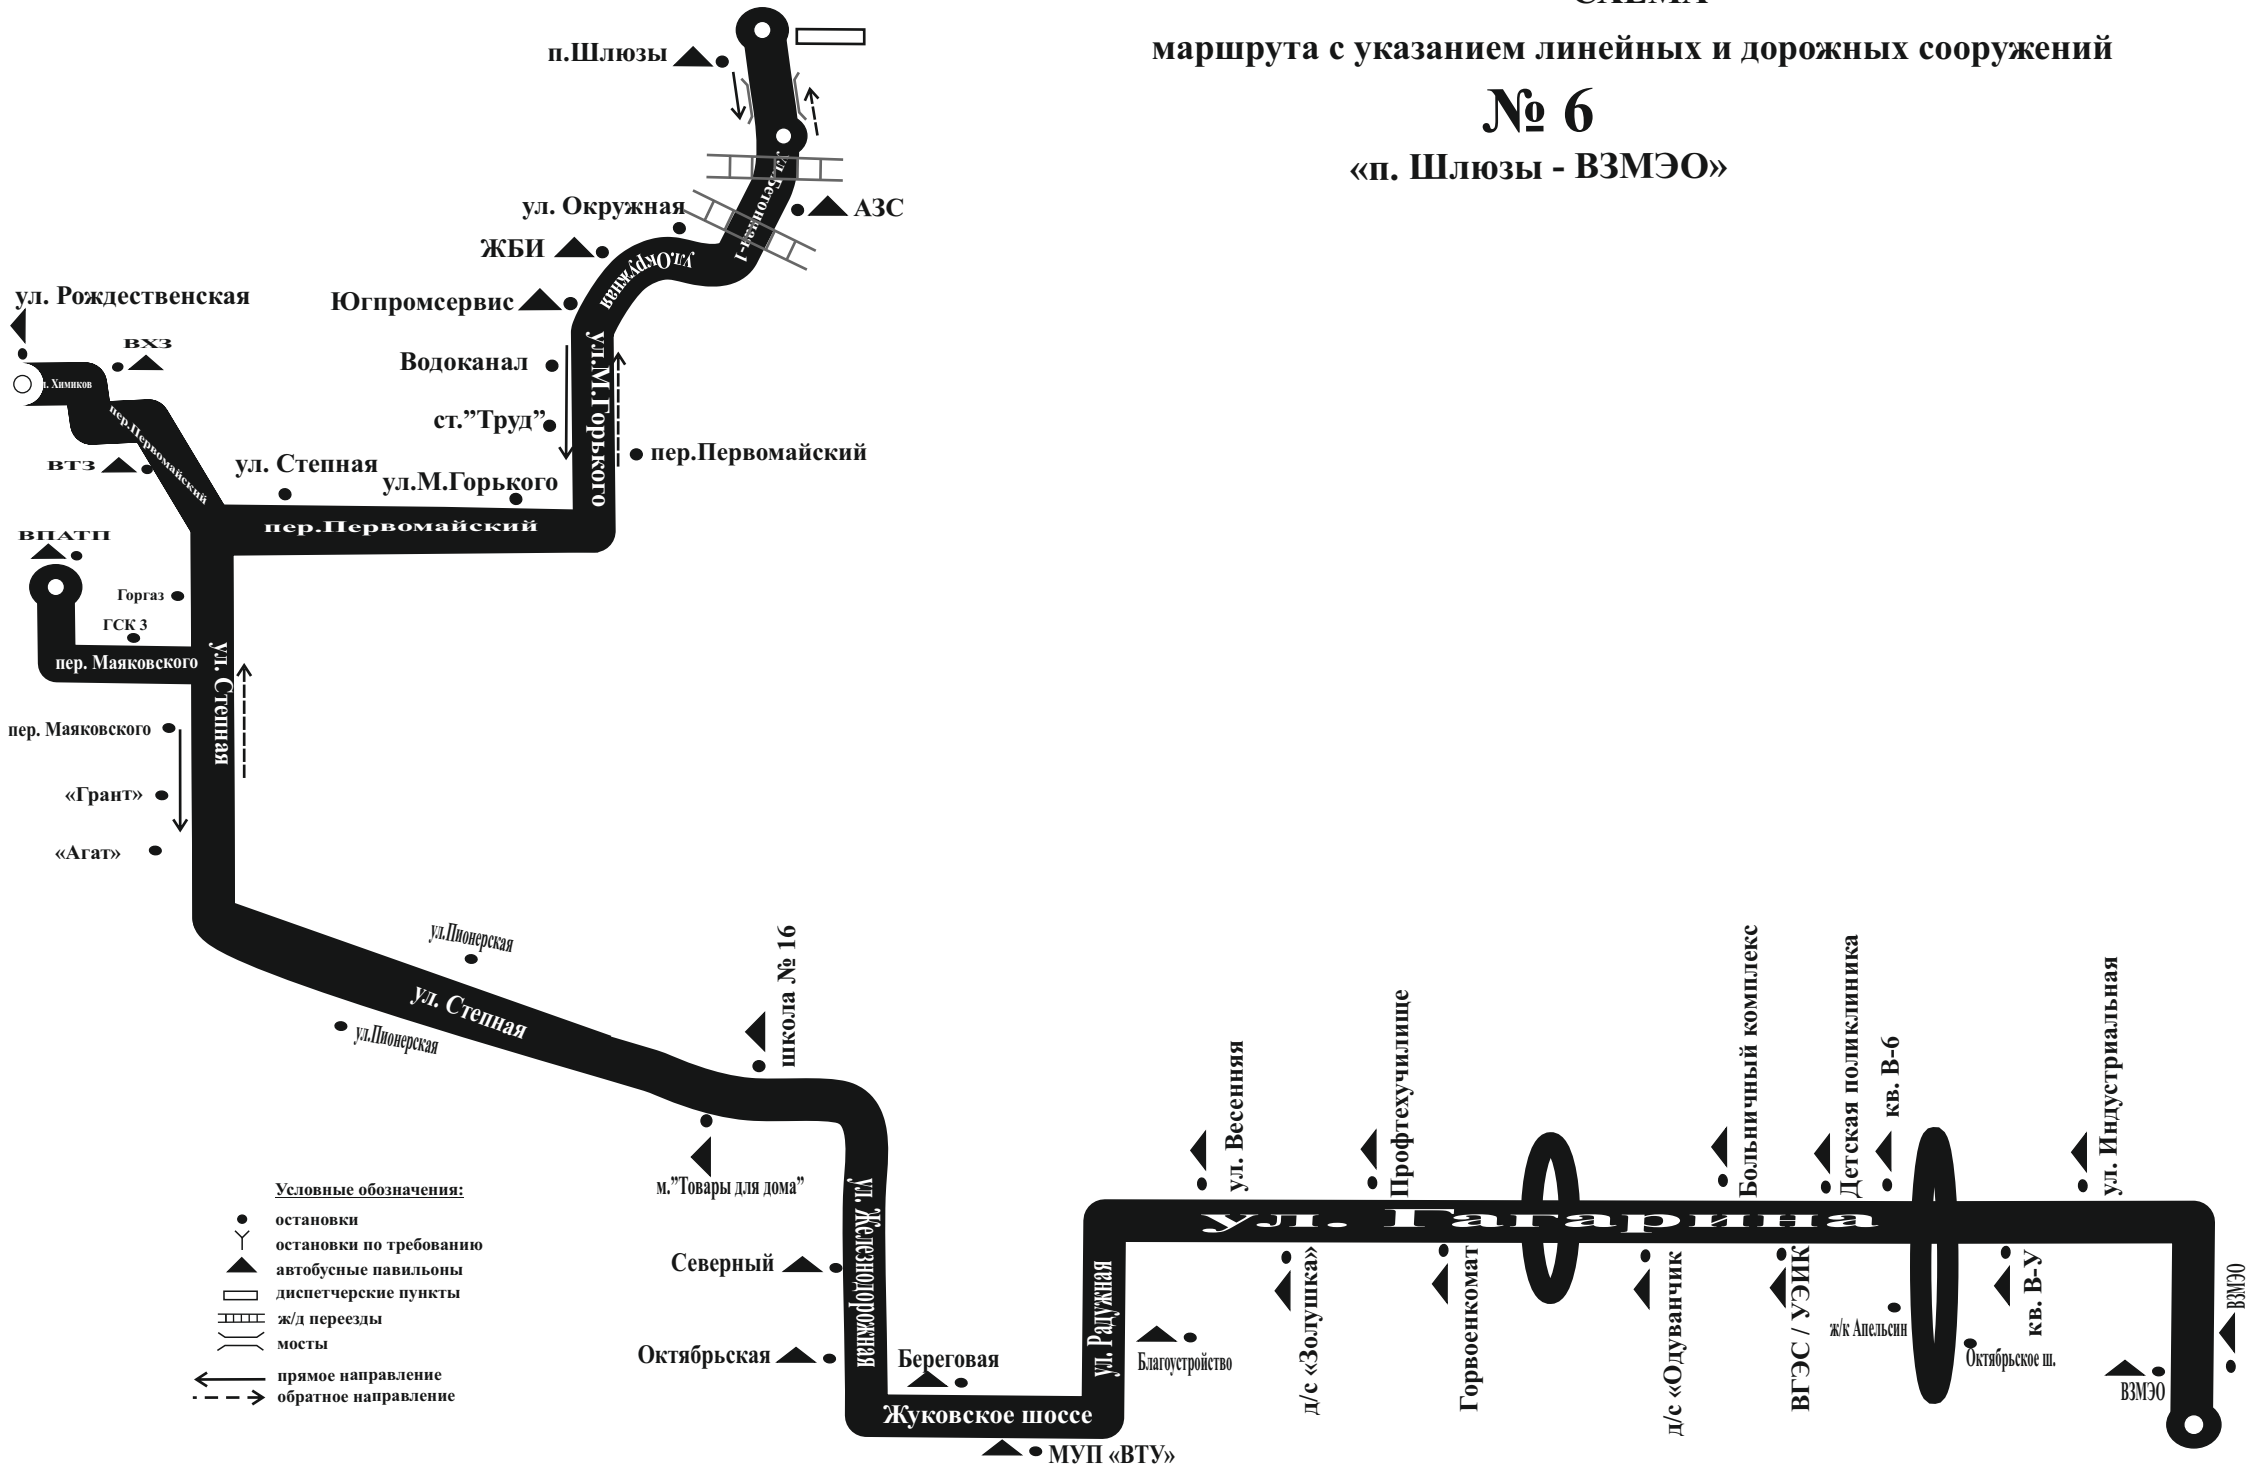 СХЕМА
маршрута с указанием линейных и дорожных сооружений
№ 6
«п. Шлюзы - ВЗМЭО»
п.Шлюзы
ул.Бетонная-1
АЗС
ул. Окружная
ЖБИ
ул.Окружная
Югпромсервис
ул. Рождественская
ВХЗ
л. Химиков
пер.Первомайский
ВТЗ
Водоканал
ст.”Труд”
ул.М.Горького
пер.Первомайский
ул. Степная
ул.М.Горького
пер.Первомайский
ВПАТП
Горгаз
ГСК 3
пер. Маяковского
ул. Степная
пер. Маяковского
«Грант»
«Агат»
ул.Пионерская
ул. Степная
ул.Пионерская
школа № 16
м.”Товары для дома”
ул. Железнодорожная
Северный
Октябрьская
Береговая
Жуковское шоссе
МУП «ВТУ»
ул. Радужная
Благоустройство
ул. Весенняя
Профтехучилище
Больничный комплекс
Детская поликлиника
кв. В-6
ул. Индустриальная
ул. Гагарина
д/с «Золушка»
Горвоенкомат
д/с «Одуванчик
ВГЭС / УЭИК
ж/к Апельсин
Октябрьское ш.
кв. В-У
ВЗМЭО
ВЗМЭО
Условные обозначения:
остановки
остановки по требованию
автобусные павильоны
диспетчерские пункты
ж/д переезды
мосты
прямое направление
обратное направление